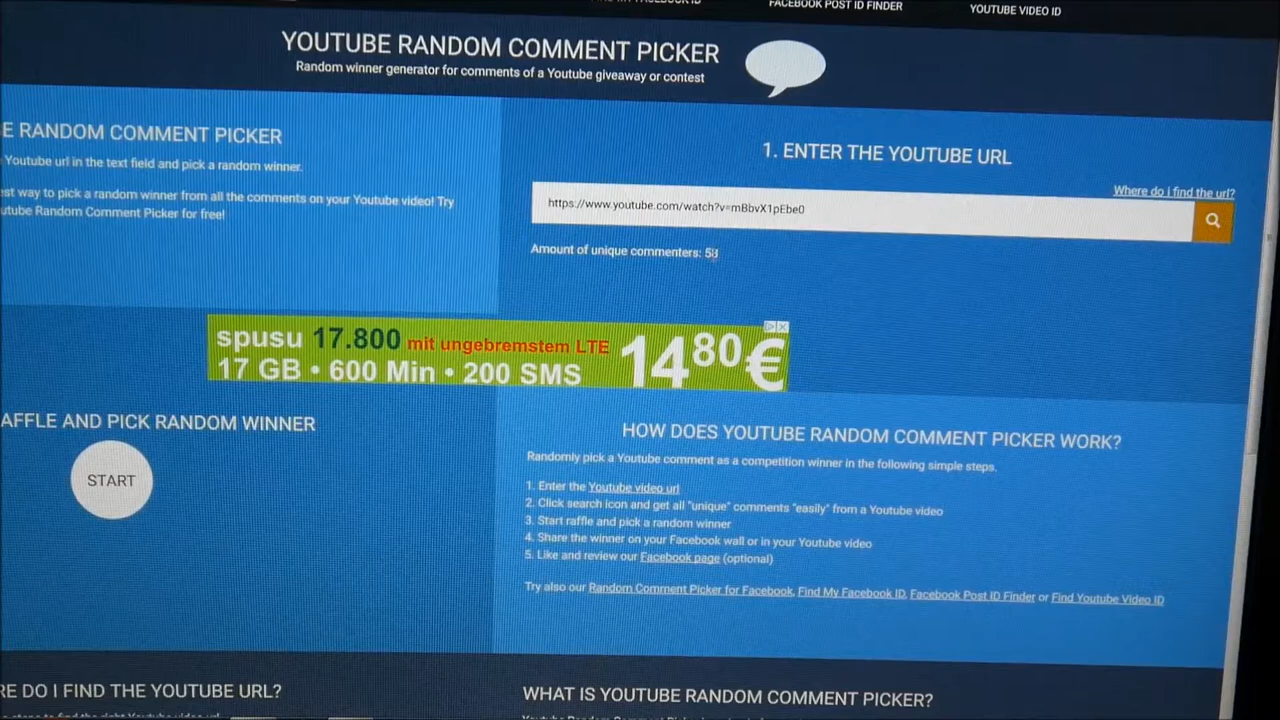 FACEBOOK POST ID FINDER
YOUTUBE VIDEO ID
YOUTUBE RANDOM COMMENT PICKER
Random winner generator for comments of a Youtube giveaway or contest
E RANDOM COMMENT PICKER
Youtube url in the text field and pick a random winner.
est way to pick a random winner from all the comments on your Youtube video! Try
utube Random Comment Picker for free!
1. ENTER THE YOUTUBE URL
Where do i find the url?
https://www.youtube.com/watch?v=mBbvX1pEbe0
Amount of unique commenters: 58
spusu 17.800 mit ungebremstem LTE
17 GB • 600 Min • 200 SMS
1480€
AFFLE AND PICK RANDOM WINNER
START
HOW DOES YOUTUBE RANDOM COMMENT PICKER WORK?
Randomly pick a Youtube comment as a competition winner in the following simple steps.
1. Enter the Youtube video url
2. Click search icon and get all "unique" comments "easily" from a Youtube video
3. Start raffle and pick a random winner
4. Share the winner on your Facebook wall or in your Youtube video
5. Like and review our Facebook page (optional)
Try also our Random Comment Picker for Facebook, Find My Facebook ID, Facebook Post ID Finder or Find Youtube Video ID
RE DO I FIND THE YOUTUBE URL?
WHAT IS YOUTUBE RANDOM COMMENT PICKER?